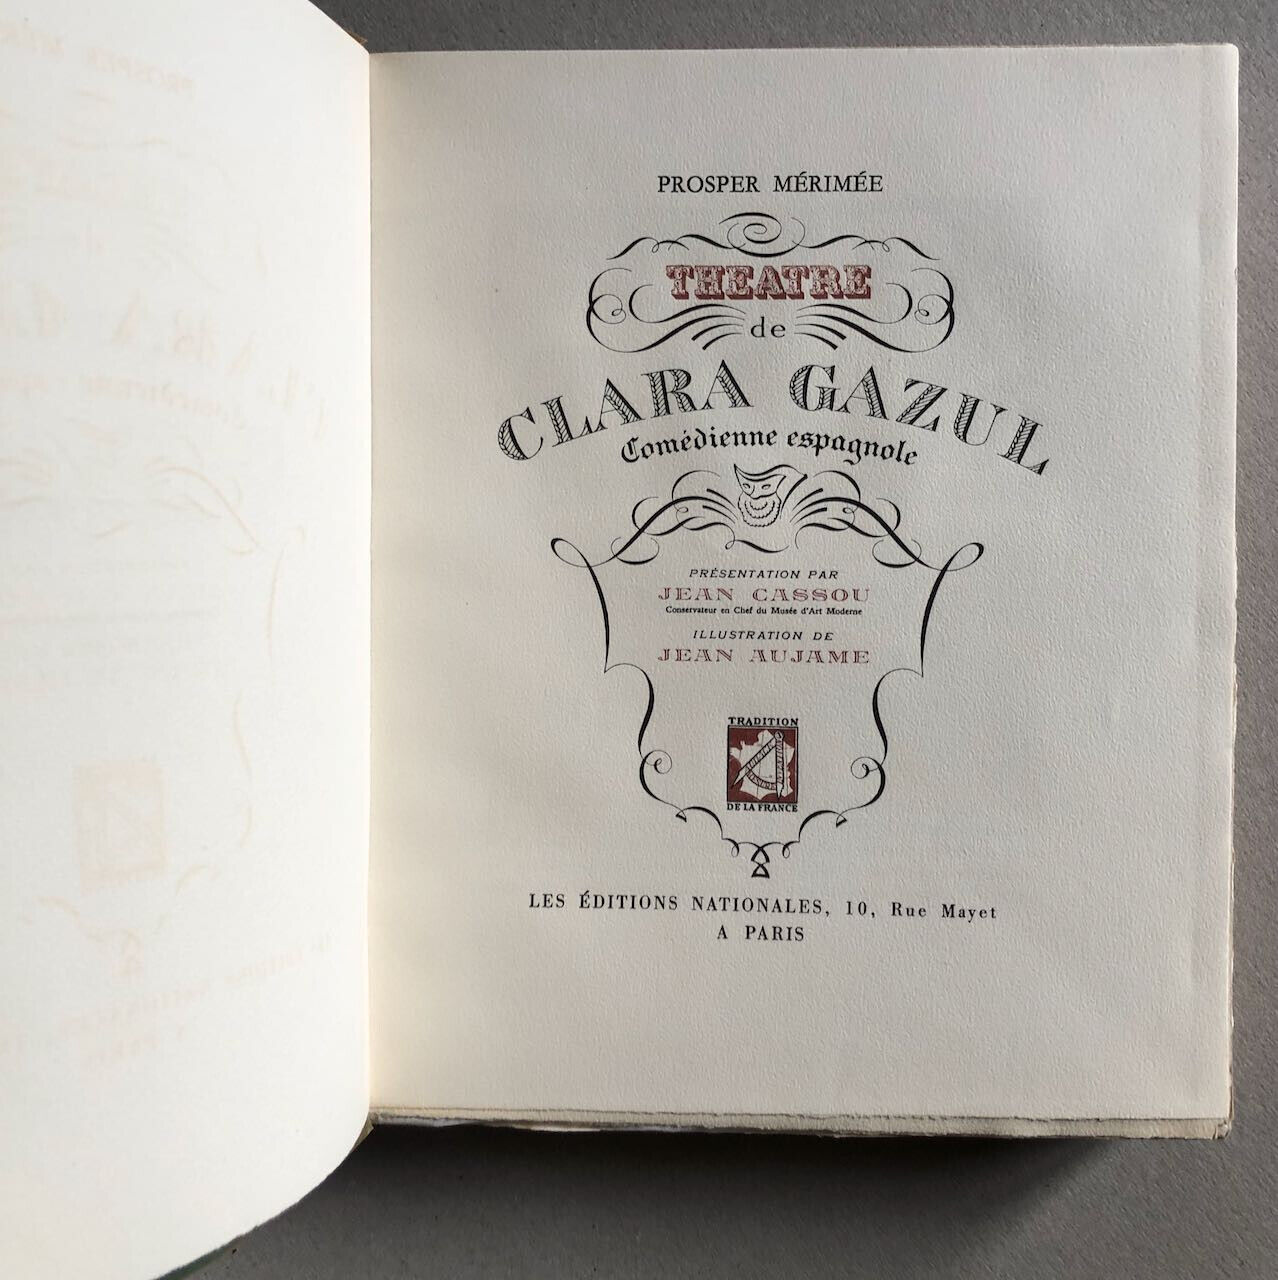 PROSPER MÉRIMÉE
THEATRE
de
CLARA GAZUL
Comédienne espagnole
PRÉSENTATION PAR
JEAN CASSOU
Conservateur en Chef du Musée d'Art Moderne
ILLUSTRATION DE
JEAN AUJAME
TRADITION
DE LA FRANCE
LES ÉDITIONS NATIONALES, 10, Rue Mayet
A PARIS